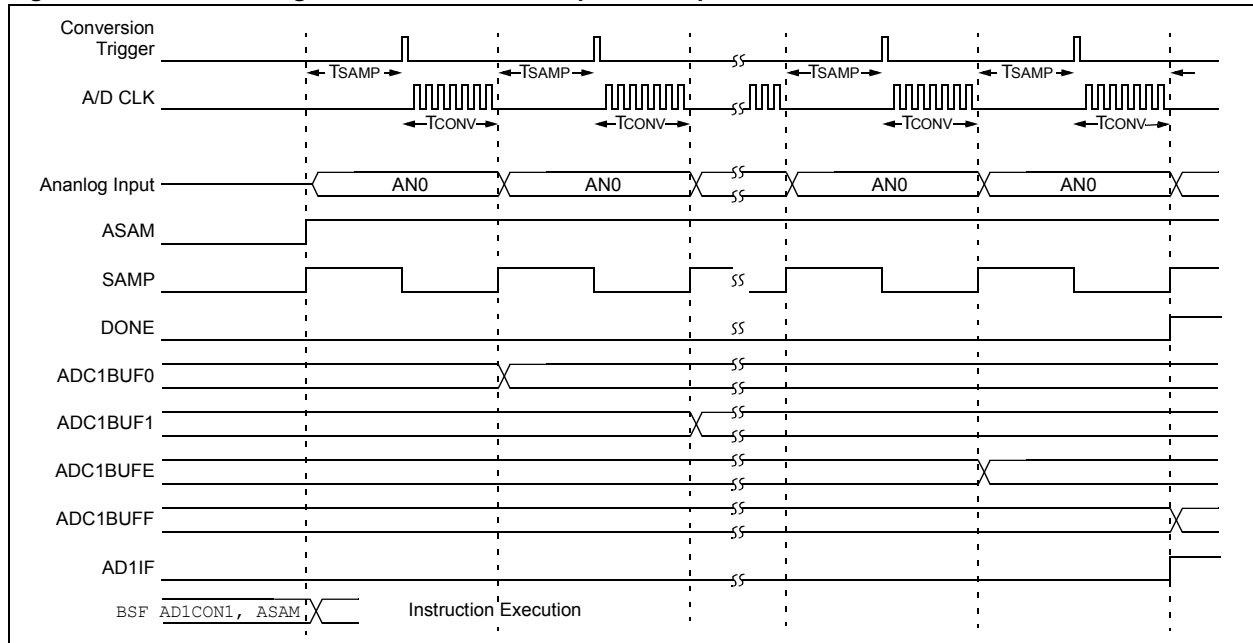 Conversion
Trigger
TSAMP TSAMP TSAMP TSAMP
A/D CLK
TCONV TCONV TCONV TCONV
Ananlog Input AN0 AN0 AN0 AN0
ASAM
SAMP
DONE
ADC1BUF0
ADC1BUF1
ADC1BUFE
ADC1BUFF
AD1IF
BSF AD1CON1, ASAM Instruction Execution